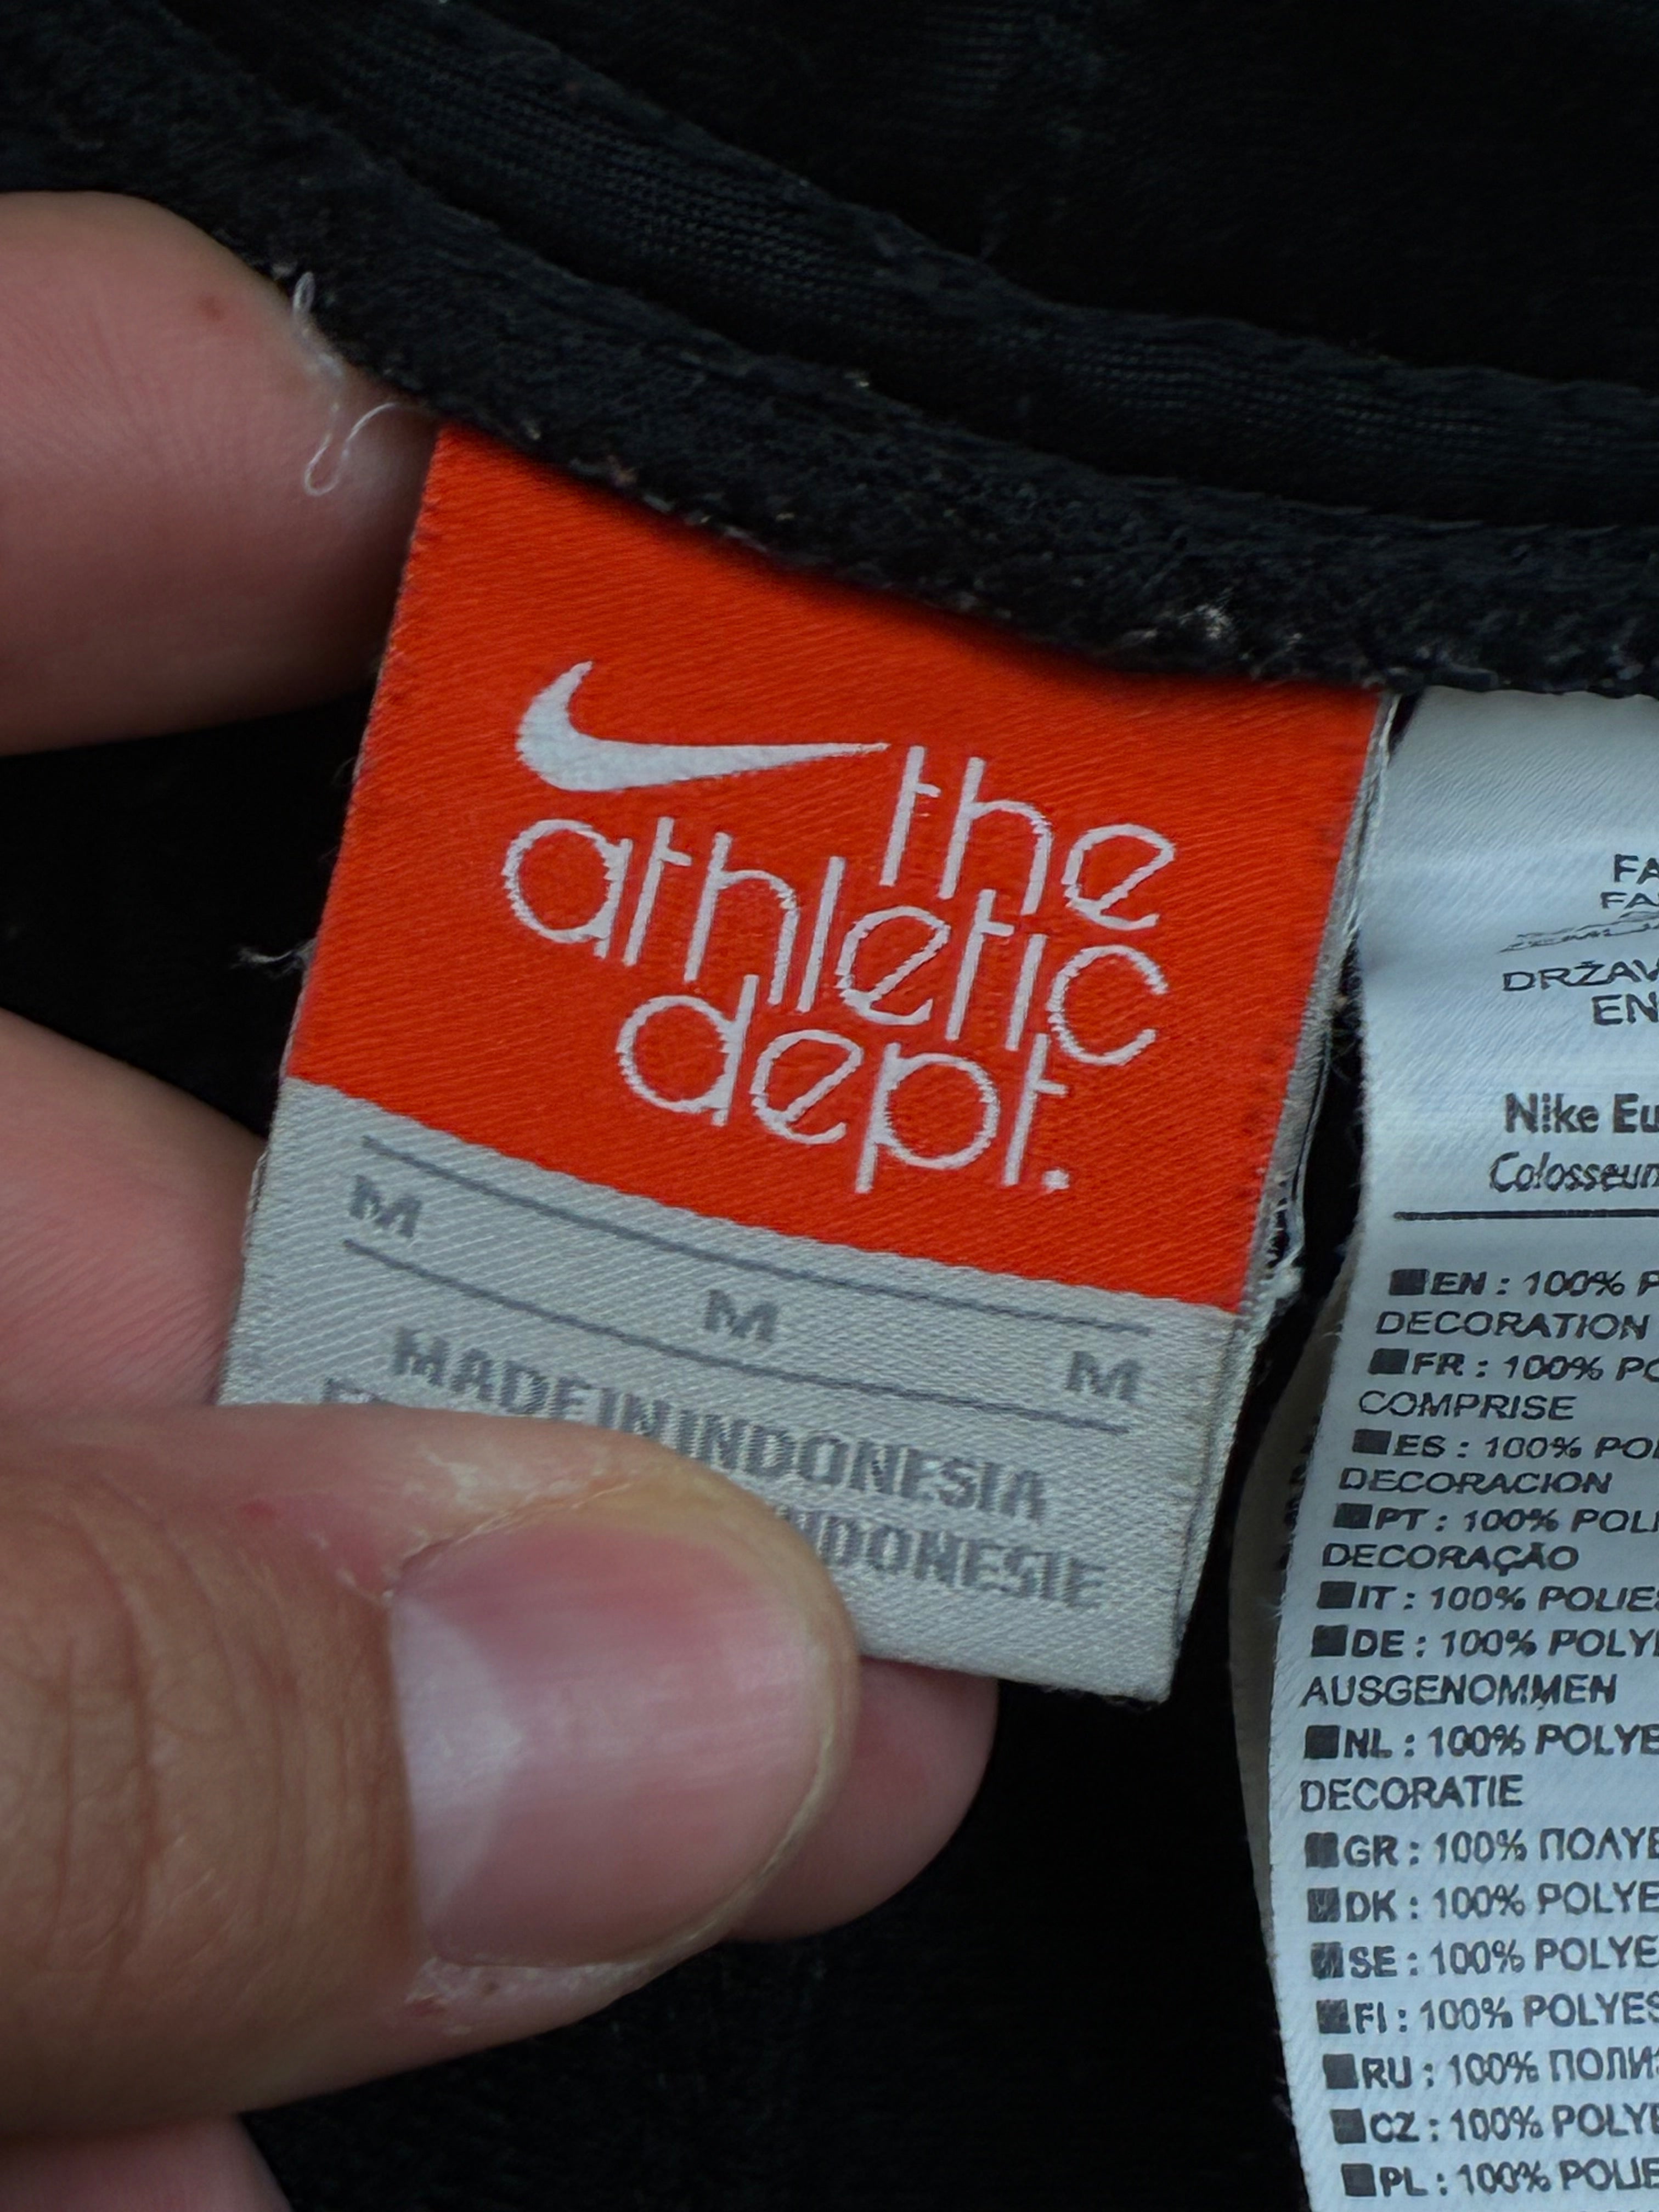 the
athletic
dept.
M M M
MADE IN INDONESIA
DRŽAV
EN
Nike Eu
Colosseum
EN : 100% P
DECORATION
FR : 100% PO
COMPRISE
ES : 100% POL
DECORACION
PT : 100% POLI
DECORAÇÃO
IT : 100% POLIES
DE : 100% POLYE
AUSGENOMMEN
NL : 100% POLYE
DECORATIE
GR : 100% ΠΟΛΥΕ
DK : 100% POLYE
SE : 100% POLYE
FI : 100% POLYES
RU : 100% ПОЛИЭ
CZ : 100% POLYE
PL : 100% POLIE